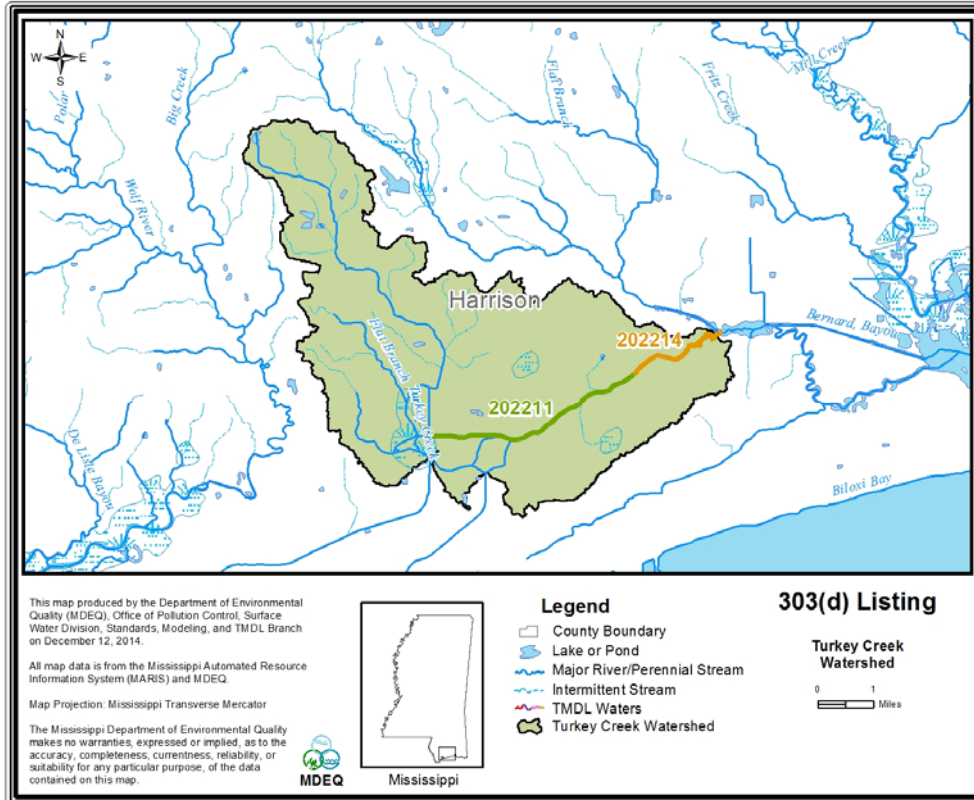 N
W E
S
Polar
Big Creek
Flat Branch
Fritz Creek
Mill Creek
Wolf River
Harrison
Bernard, Bayou
202214
Flat Branch Turkey Creek
202211
De Lisle Bayou
Biloxi Bay
This map produced by the Department of Environmental
Quality (MDEQ), Office of Pollution Control, Surface
Water Division, Standards, Modeling, and TMDL Branch
on December 12, 2014.
All map data is from the Mississippi Automated Resource
Information System (MARIS) and MDEQ.
Map Projection: Mississippi Transverse Mercator
The Mississippi Department of Environmental Quality
makes no warranties, expressed or implied, as to the
accuracy, completeness, currentness, reliability, or
suitability for any particular purpose, of the data
contained on this map.
MDEQ
Mississippi
Legend
County Boundary
Lake or Pond
Major River/Perennial Stream
Intermittent Stream
TMDL Waters
Turkey Creek Watershed
303(d) Listing
Turkey Creek
Watershed
0 1
Miles